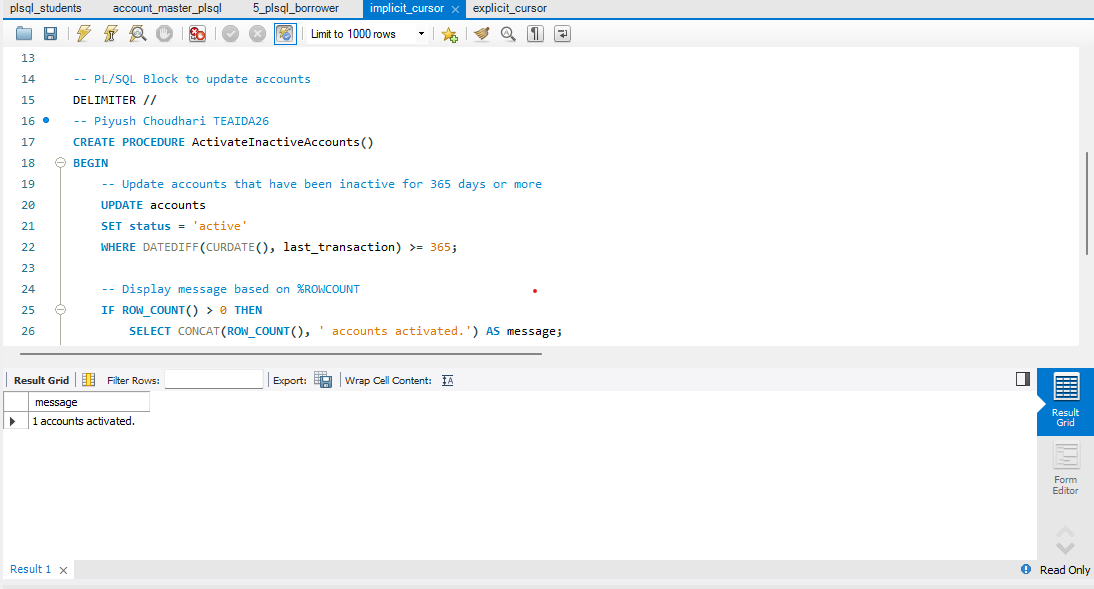 plsql_students account_master_plsql 5_plsql_borrower implicit_cursor explicit_cursor
Limit to 1000 rows
13
14 -- PL/SQL Block to update accounts
15 DELIMITER //
16 -- Piyush Choudhari TEAIDA26
17 CREATE PROCEDURE ActivateInactiveAccounts()
18 BEGIN
19 -- Update accounts that have been inactive for 365 days or more
20 UPDATE accounts
21 SET status = 'active'
22 WHERE DATEDIFF(CURDATE(), last_transaction) >= 365;
23
24 -- Display message based on %ROWCOUNT
25 IF ROW_COUNT() > 0 THEN
26 SELECT CONCAT(ROW_COUNT(), ' accounts activated.') AS message;
Result Grid Filter Rows: Export: Wrap Cell Content:
message
1 accounts activated.
Result
Grid
Form
Editor
Result 1
Read Only